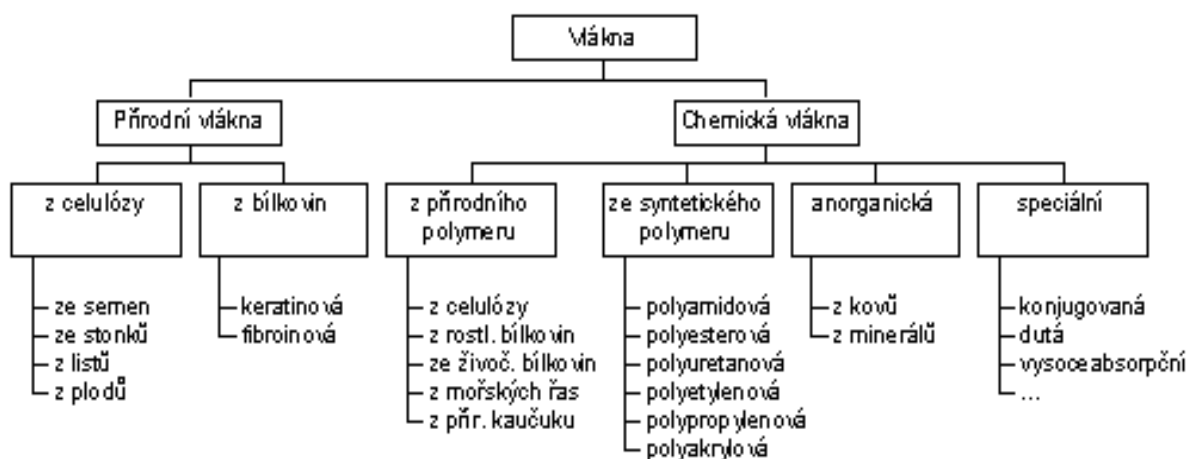 Vlákna
Přírodní vlákna
Chemická vlákna
z celulózy
z bílkovin
z přírodního
polymeru
ze syntetického
polymeru
anorganická
speciální
ze semen
ze stonků
z listů
z plodů
keratinová
fibroinová
z celulózy
z rostl. bílkovin
ze živoč. bílkovin
z mořských řas
z přír. kaučuku
polyamidová
polyesterová
polyuretanová
polyetylenová
polypropylenová
polyakrylová
z kovů
z minerálů
konjugovaná
dutá
vysoceabsorpční
...